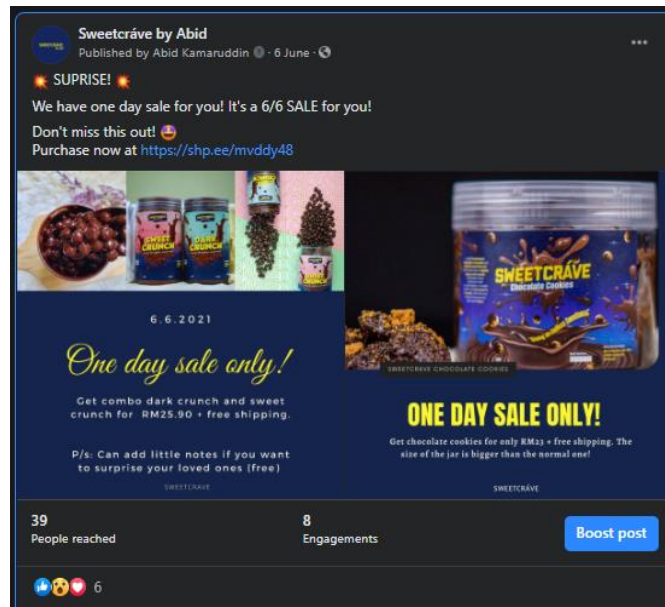 Sweetcráve by Abid
Published by Abid Kamaruddin · 6 June ·
SUPRISE!
We have one day sale for you! It's a 6/6 SALE for you!
Don't miss this out!
Purchase now at https://shp.ee/mvddy48
SWEET CRUNCH
DARK CRUNCH
6.6.2021
One day sale only!
Get combo dark crunch and sweet
crunch for RM25.90 + free shipping.
P/s: Can add little notes if you want
to surprise your loved ones (free)
SWEETCRAVE
SWEETCRÁVE
Chocolate Cookies
SWEETCRAVE CHOCOLATE COOKIES
ONE DAY SALE ONLY!
Get chocolate cookies for only RM23 + free shipping. The
size of the jar is bigger than the normal one!
SWEETCRÁVE
39
People reached
8
Engagements
Boost post
6